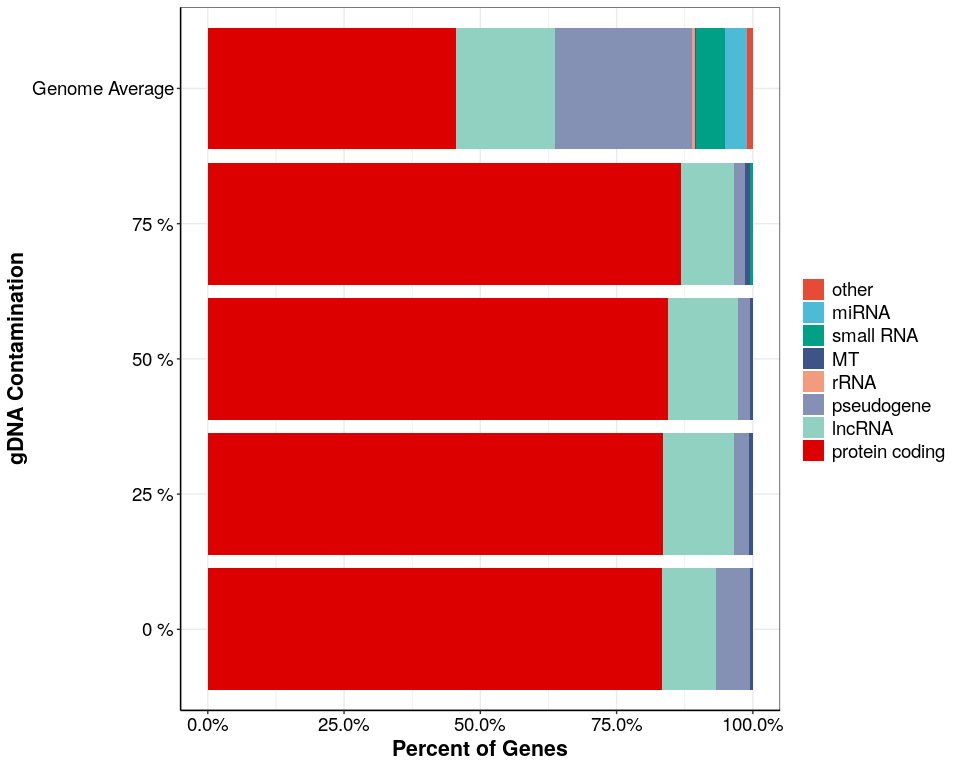 Genome Average
75 %
50 %
25 %
0 %
gDNA Contamination
0.0%
25.0%
50.0%
75.0%
100.0%
Percent of Genes
other
miRNA
small RNA
MT
rRNA
pseudogene
lncRNA
protein coding